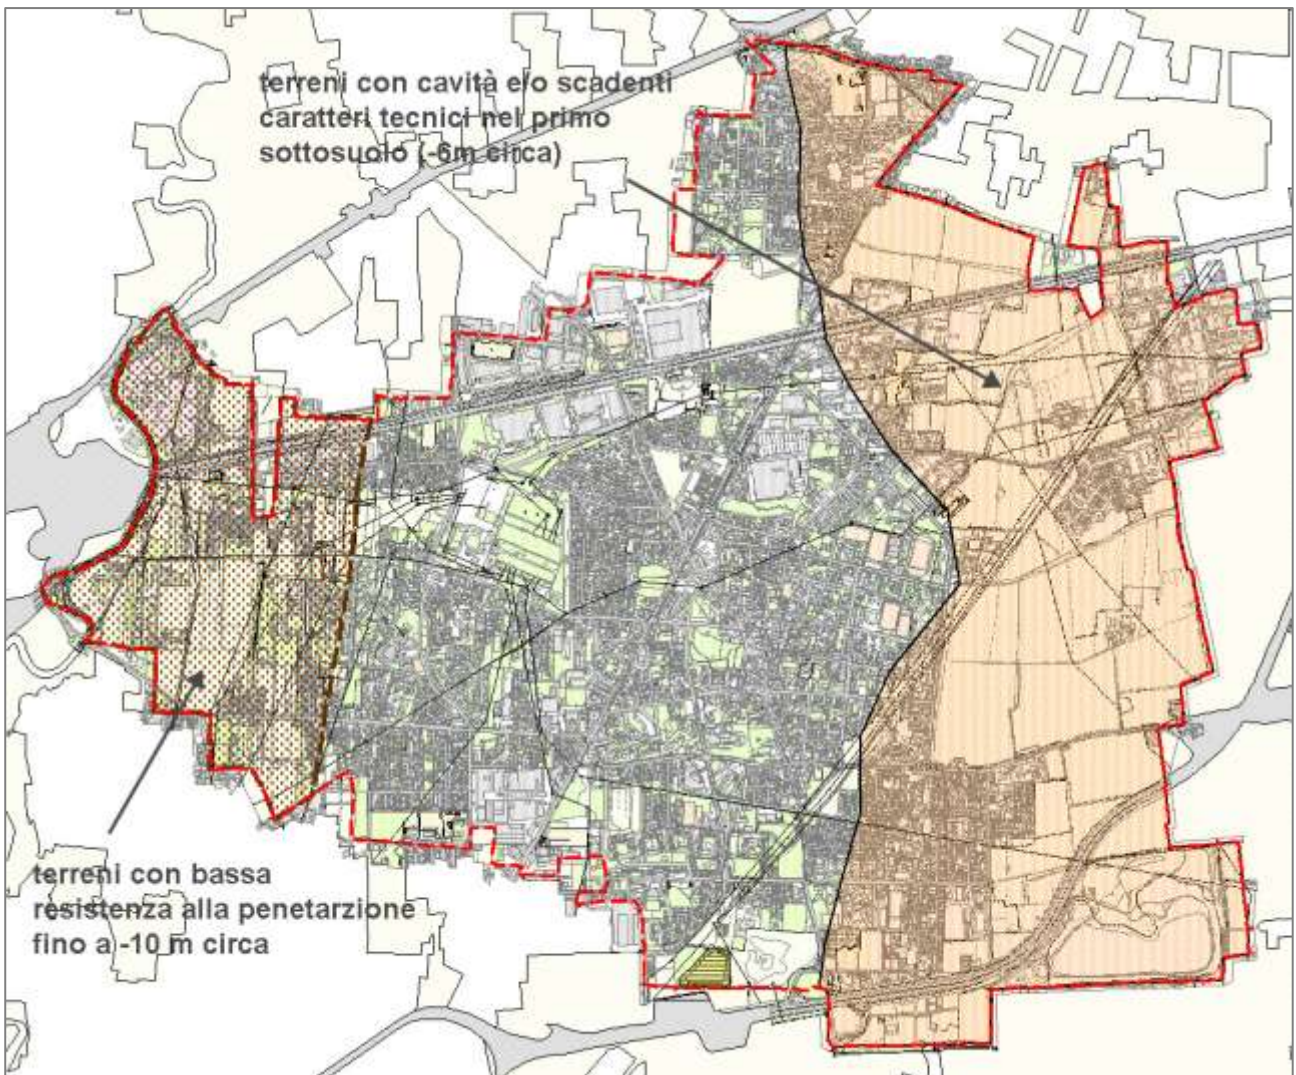 terreni con cavità e/o scadenti
caratteri tecnici nel primo
sottosuolo (-6m circa)
terreni con bassa
resistenza alla penetarzione
fino a -10 m circa